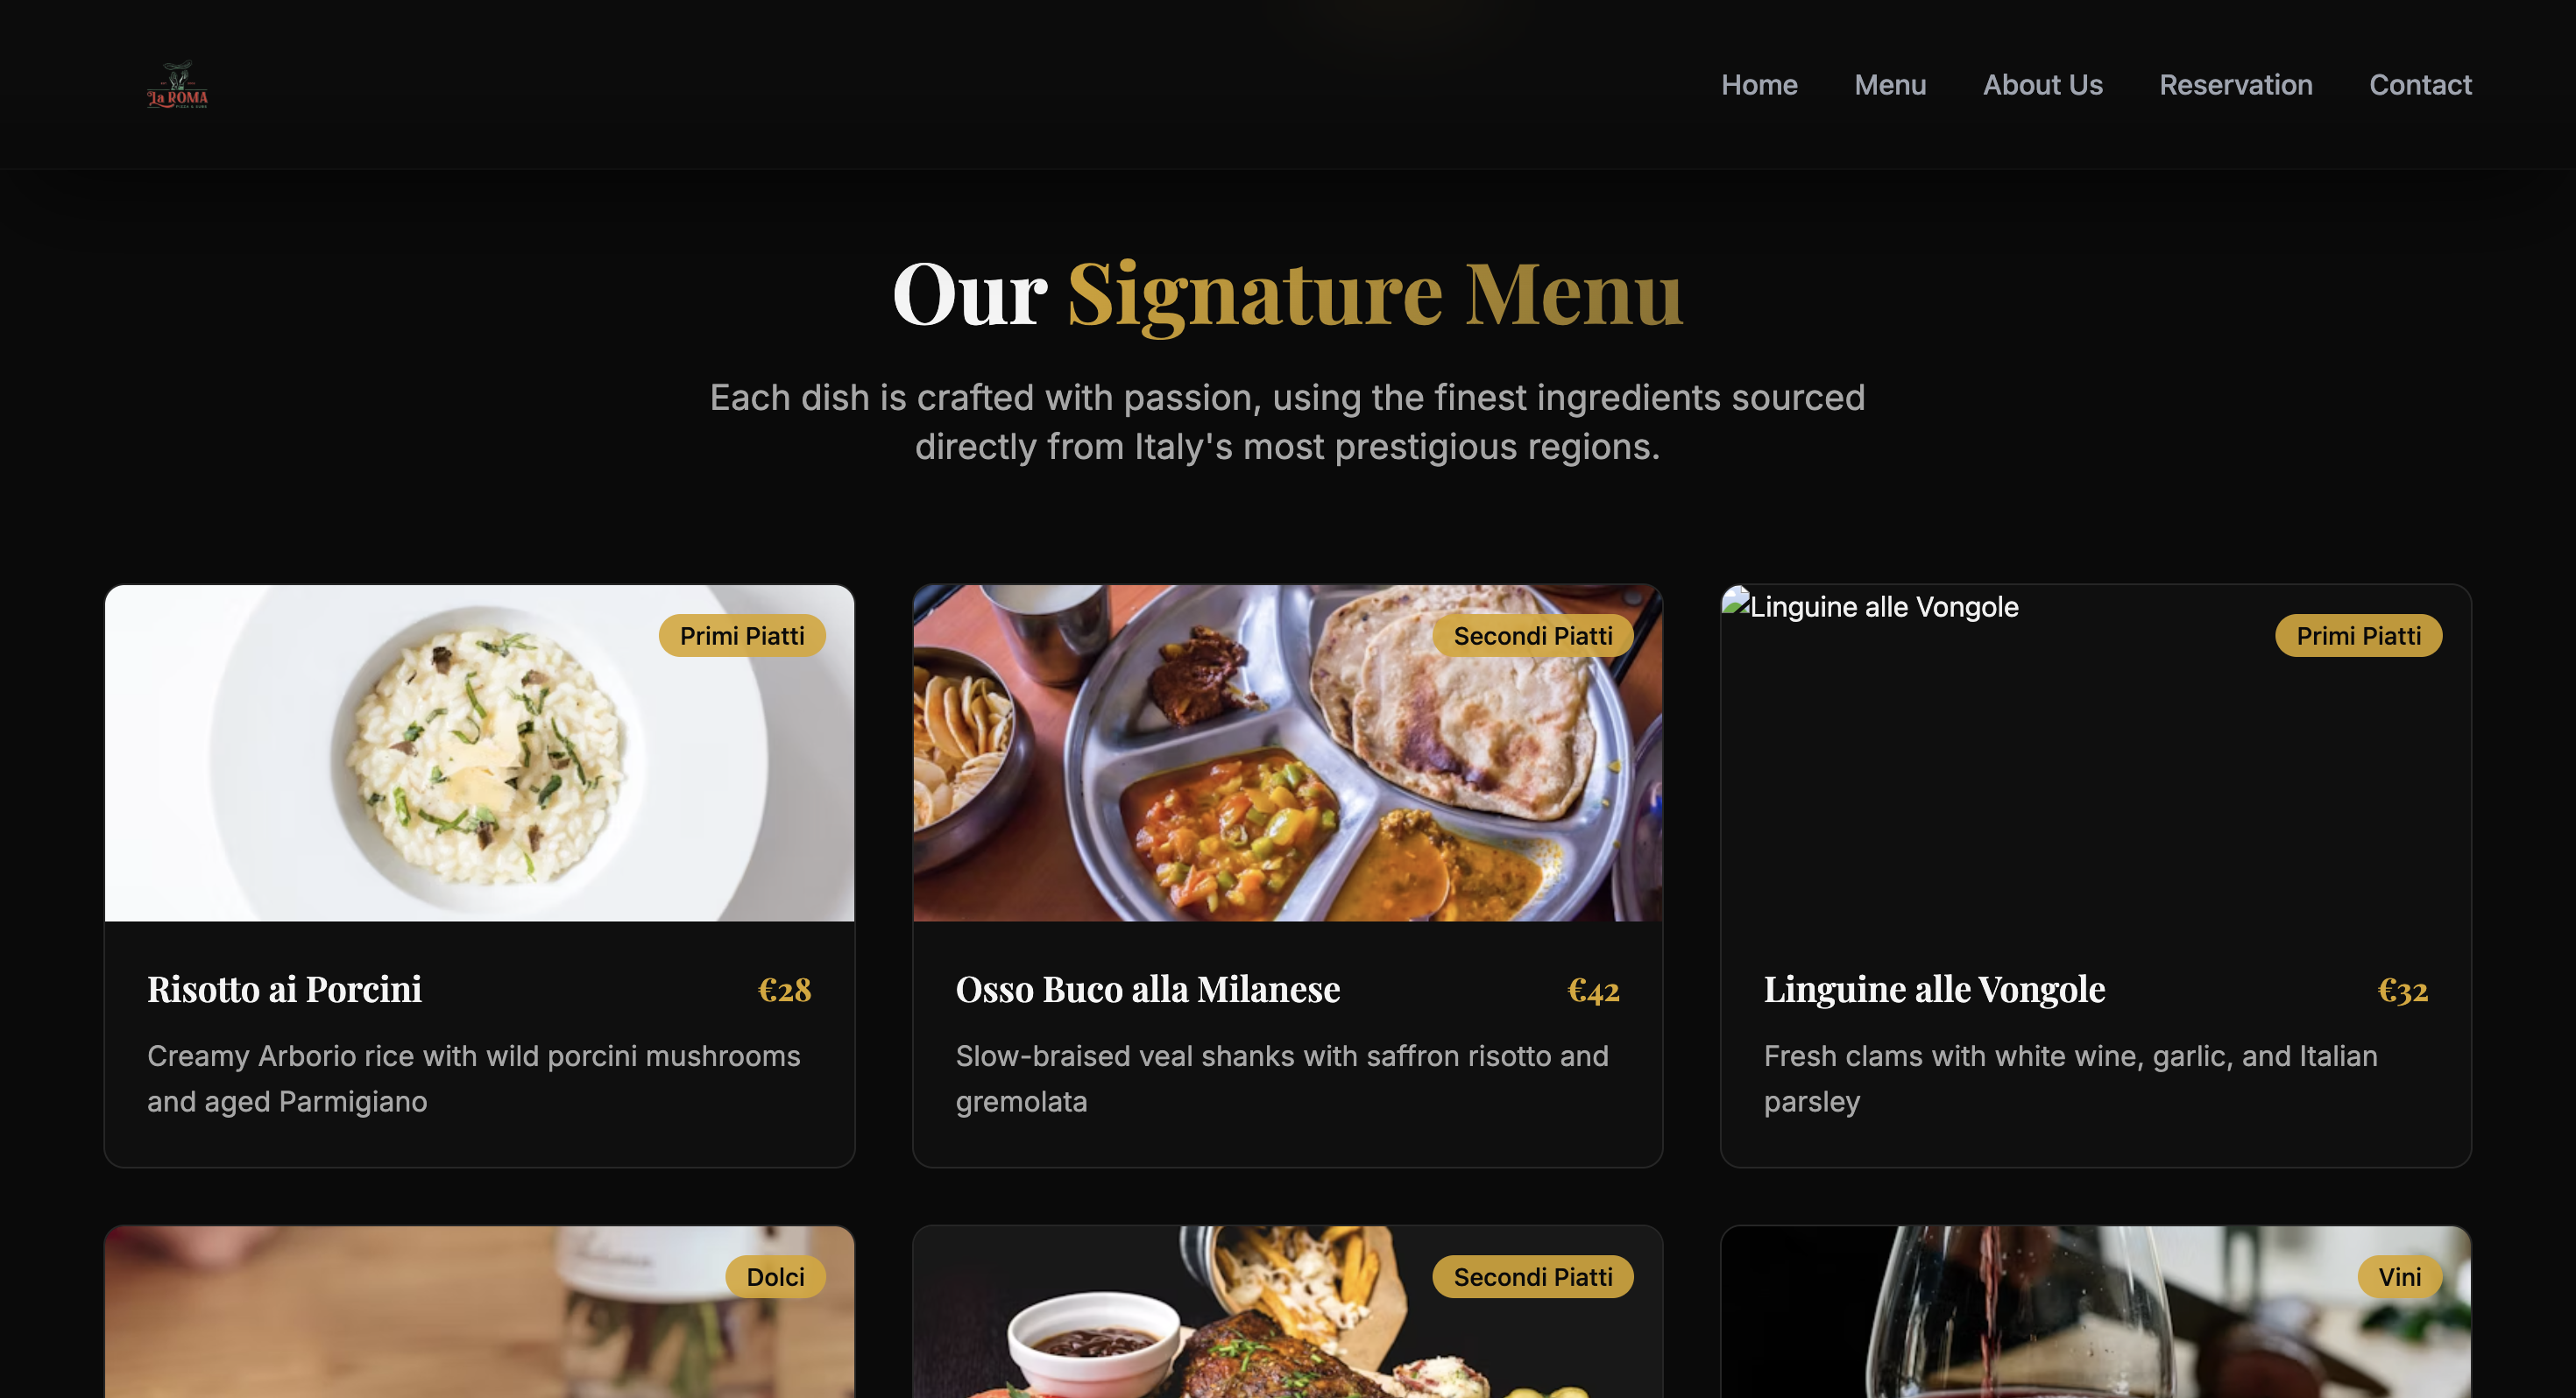 La ROMA
Home Menu About Us Reservation Contact
Our Signature Menu
Each dish is crafted with passion, using the finest ingredients sourced
directly from Italy's most prestigious regions.
Primi Piatti
Secondi Piatti
Linguine alle Vongole
Primi Piatti
Risotto ai Porcini €28
Creamy Arborio rice with wild porcini mushrooms
and aged Parmigiano
Osso Buco alla Milanese €42
Slow-braised veal shanks with saffron risotto and
gremolata
Linguine alle Vongole €32
Fresh clams with white wine, garlic, and Italian
parsley
Dolci
Secondi Piatti
Vini